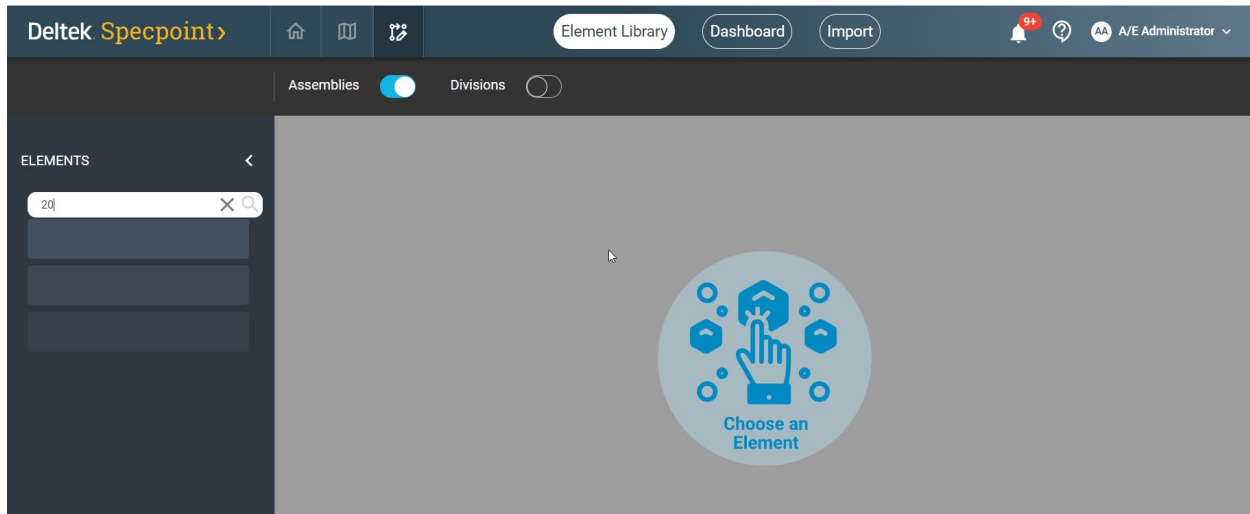 Deltek. Specpoint>
Element Library
Dashboard
Import
9+
AA A/E Administrator
Assemblies
Divisions
ELEMENTS
20
Choose an
Element